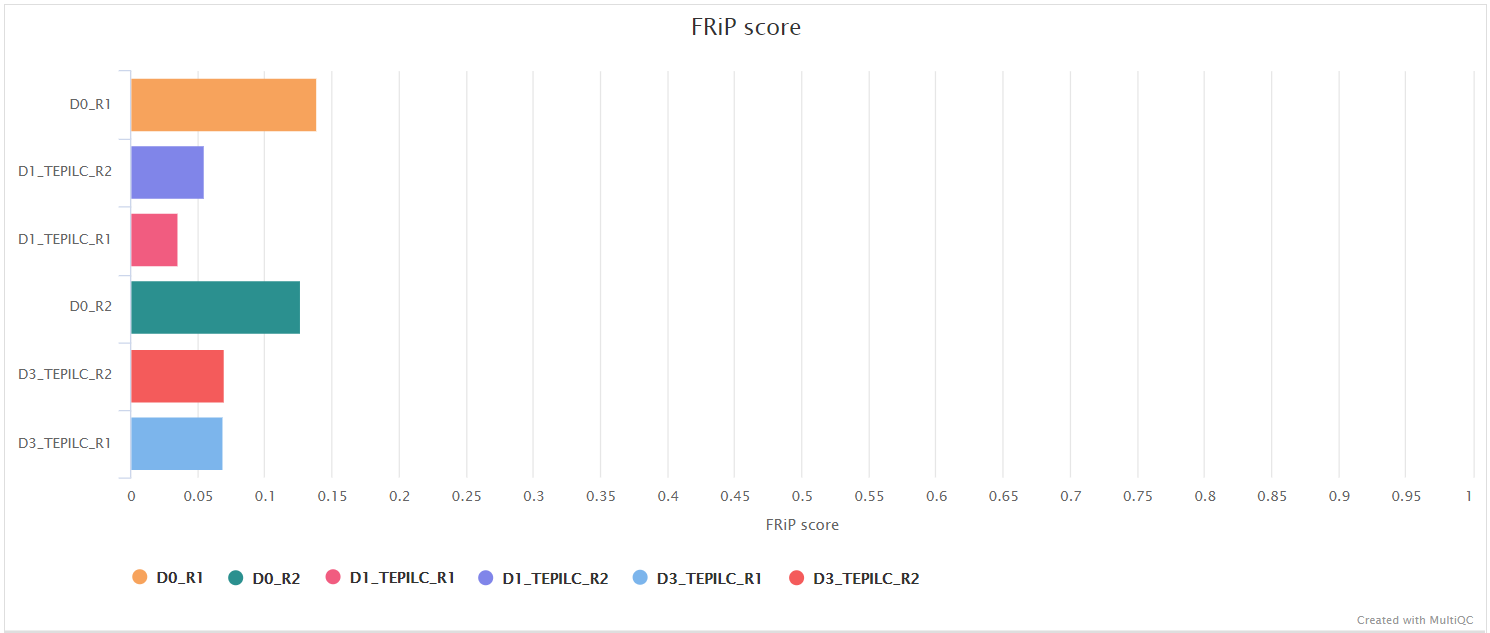 FRiP score
D0_R1
D1_TEPILC_R2
D1_TEPILC_R1
D0_R2
D3_TEPILC_R2
D3_TEPILC_R1
0 0.05 0.1 0.15 0.2 0.25 0.3 0.35 0.4 0.45 0.5 0.55 0.6 0.65 0.7 0.75 0.8 0.85 0.9 0.95 1
FRiP score
D0_R1 D0_R2 D1_TEPILC_R1 D1_TEPILC_R2 D3_TEPILC_R1 D3_TEPILC_R2
Created with MultiQC